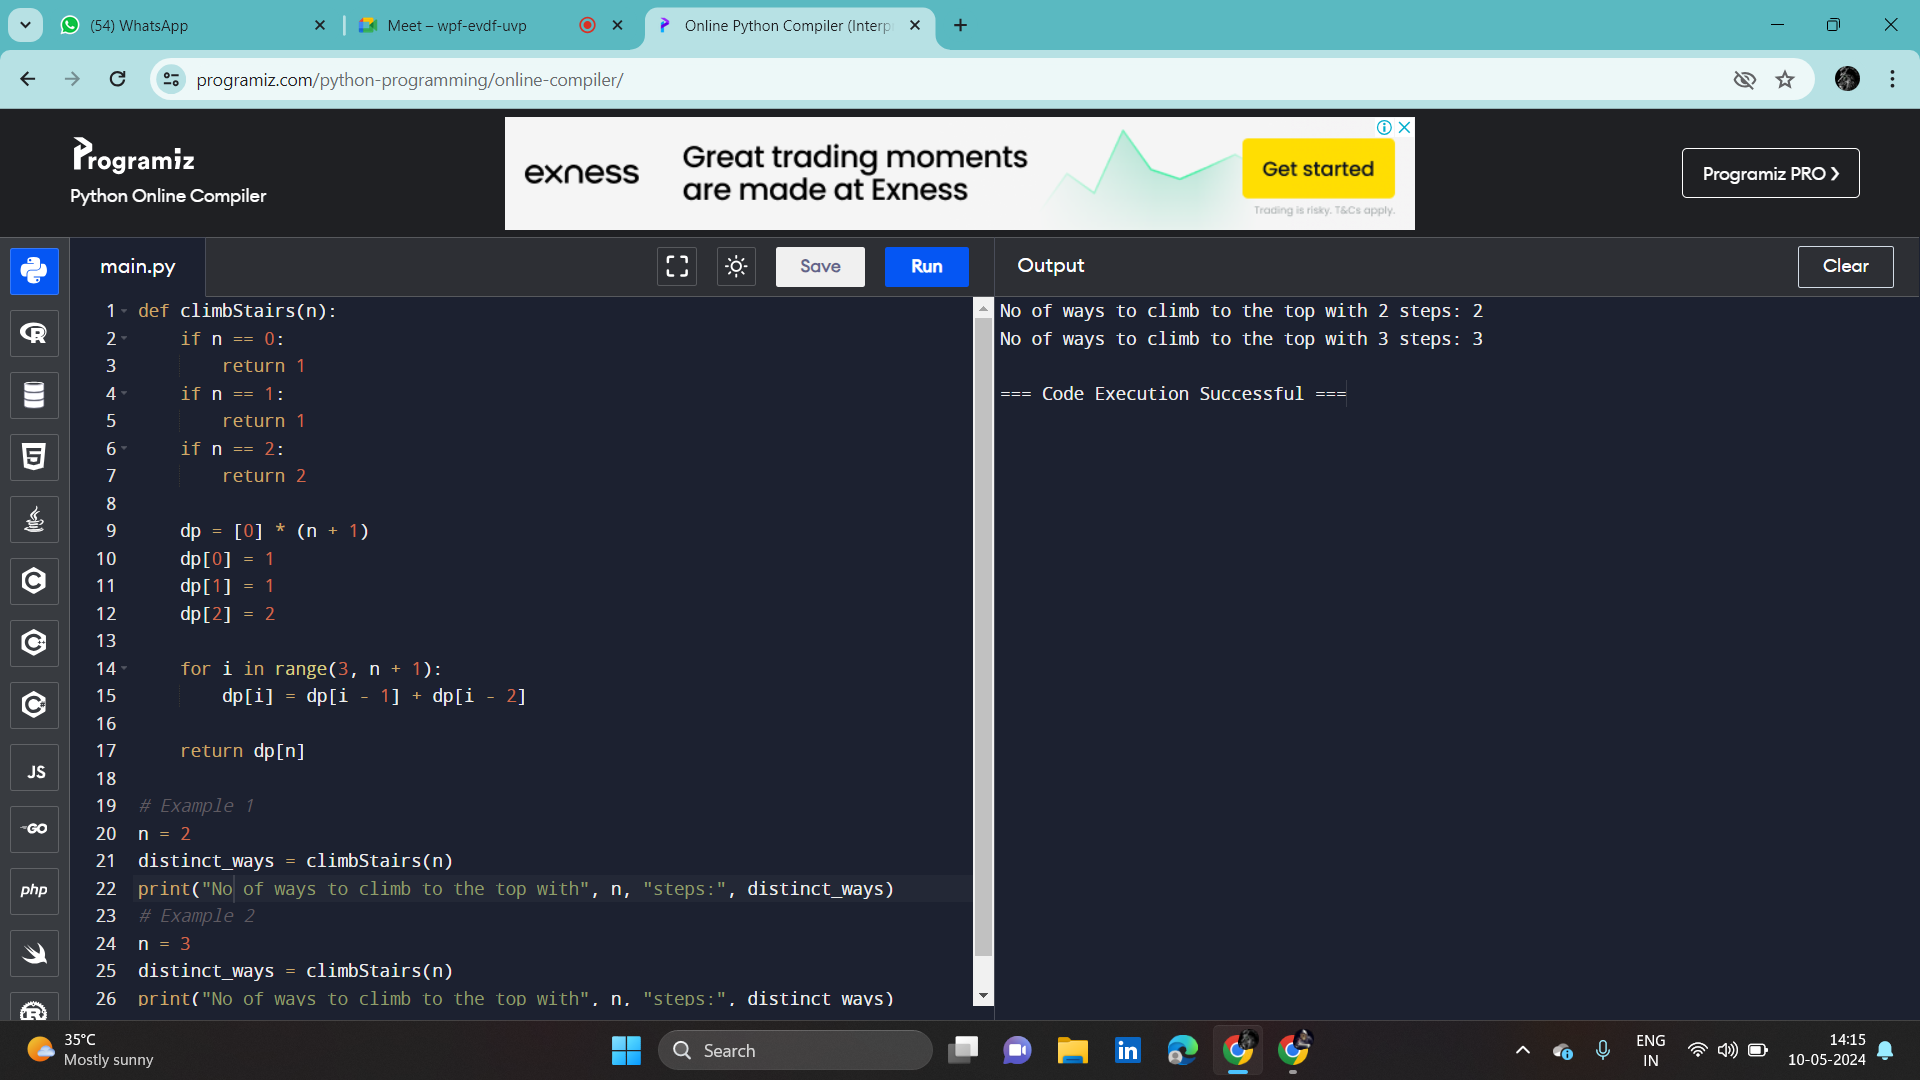 (54) WhatsApp
Meet – wpf-evdf-uvp
Online Python Compiler (Interp
programiz.com/python-programming/online-compiler/
Programiz
Python Online Compiler
exness
Great trading moments
are made at Exness
Get started
Trading is risky. T&Cs apply.
Programiz PRO ❯
main.py
Save
Run
Output
Clear
1 def climbStairs(n):
2     if n == 0:
3         return 1
4     if n == 1:
5         return 1
6     if n == 2:
7         return 2
8
9     dp = [0] * (n + 1)
10     dp[0] = 1
11     dp[1] = 1
12     dp[2] = 2
13
14     for i in range(3, n + 1):
15         dp[i] = dp[i - 1] + dp[i - 2]
16
17     return dp[n]
18
19 # Example 1
20 n = 2
21 distinct_ways = climbStairs(n)
22 print("No of ways to climb to the top with", n, "steps:", distinct_ways)
23 # Example 2
24 n = 3
25 distinct_ways = climbStairs(n)
26 print("No of ways to climb to the top with", n, "steps:", distinct_ways)
No of ways to climb to the top with 2 steps: 2
No of ways to climb to the top with 3 steps: 3
=== Code Execution Successful ===
JS
GO
php
35°C
Mostly sunny
Search
ENG
IN
14:15
10-05-2024